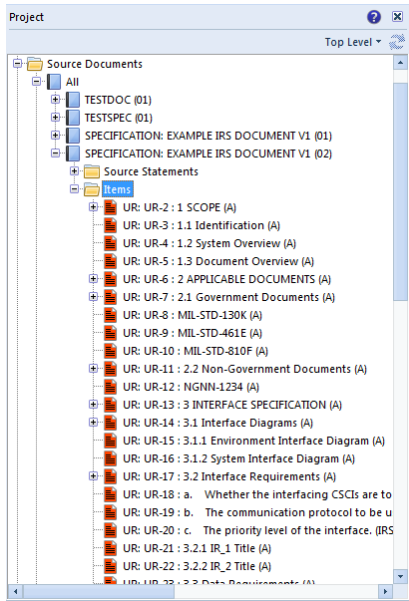 Project
Top Level
Source Documents
All
TESTDOC (01)
TESTSPEC (01)
SPECIFICATION: EXAMPLE IRS DOCUMENT V1 (01)
SPECIFICATION: EXAMPLE IRS DOCUMENT V1 (02)
Source Statements
Items
UR: UR-2 : 1 SCOPE (A)
UR: UR-3 : 1.1 Identification (A)
UR: UR-4 : 1.2 System Overview (A)
UR: UR-5 : 1.3 Document Overview (A)
UR: UR-6 : 2 APPLICABLE DOCUMENTS (A)
UR: UR-7 : 2.1 Government Documents (A)
UR: UR-8 : MIL-STD-130K (A)
UR: UR-9 : MIL-STD-461E (A)
UR: UR-10 : MIL-STD-810F (A)
UR: UR-11 : 2.2 Non-Government Documents (A)
UR: UR-12 : NGNN-1234 (A)
UR: UR-13 : 3 INTERFACE SPECIFICATION (A)
UR: UR-14 : 3.1 Interface Diagrams (A)
UR: UR-15 : 3.1.1 Environment Interface Diagram (A)
UR: UR-16 : 3.1.2 System Interface Diagram (A)
UR: UR-17 : 3.2 Interface Requirements (A)
UR: UR-18 : a. Whether the interfacing CSCIs are to
UR: UR-19 : b. The communication protocol to be u
UR: UR-20 : c. The priority level of the interface. (IRS
UR: UR-21 : 3.2.1 IR_1 Title (A)
UR: UR-22 : 3.2.2 IR_2 Title (A)
UR: UR-23 : 3.3 Data Requirements (A)